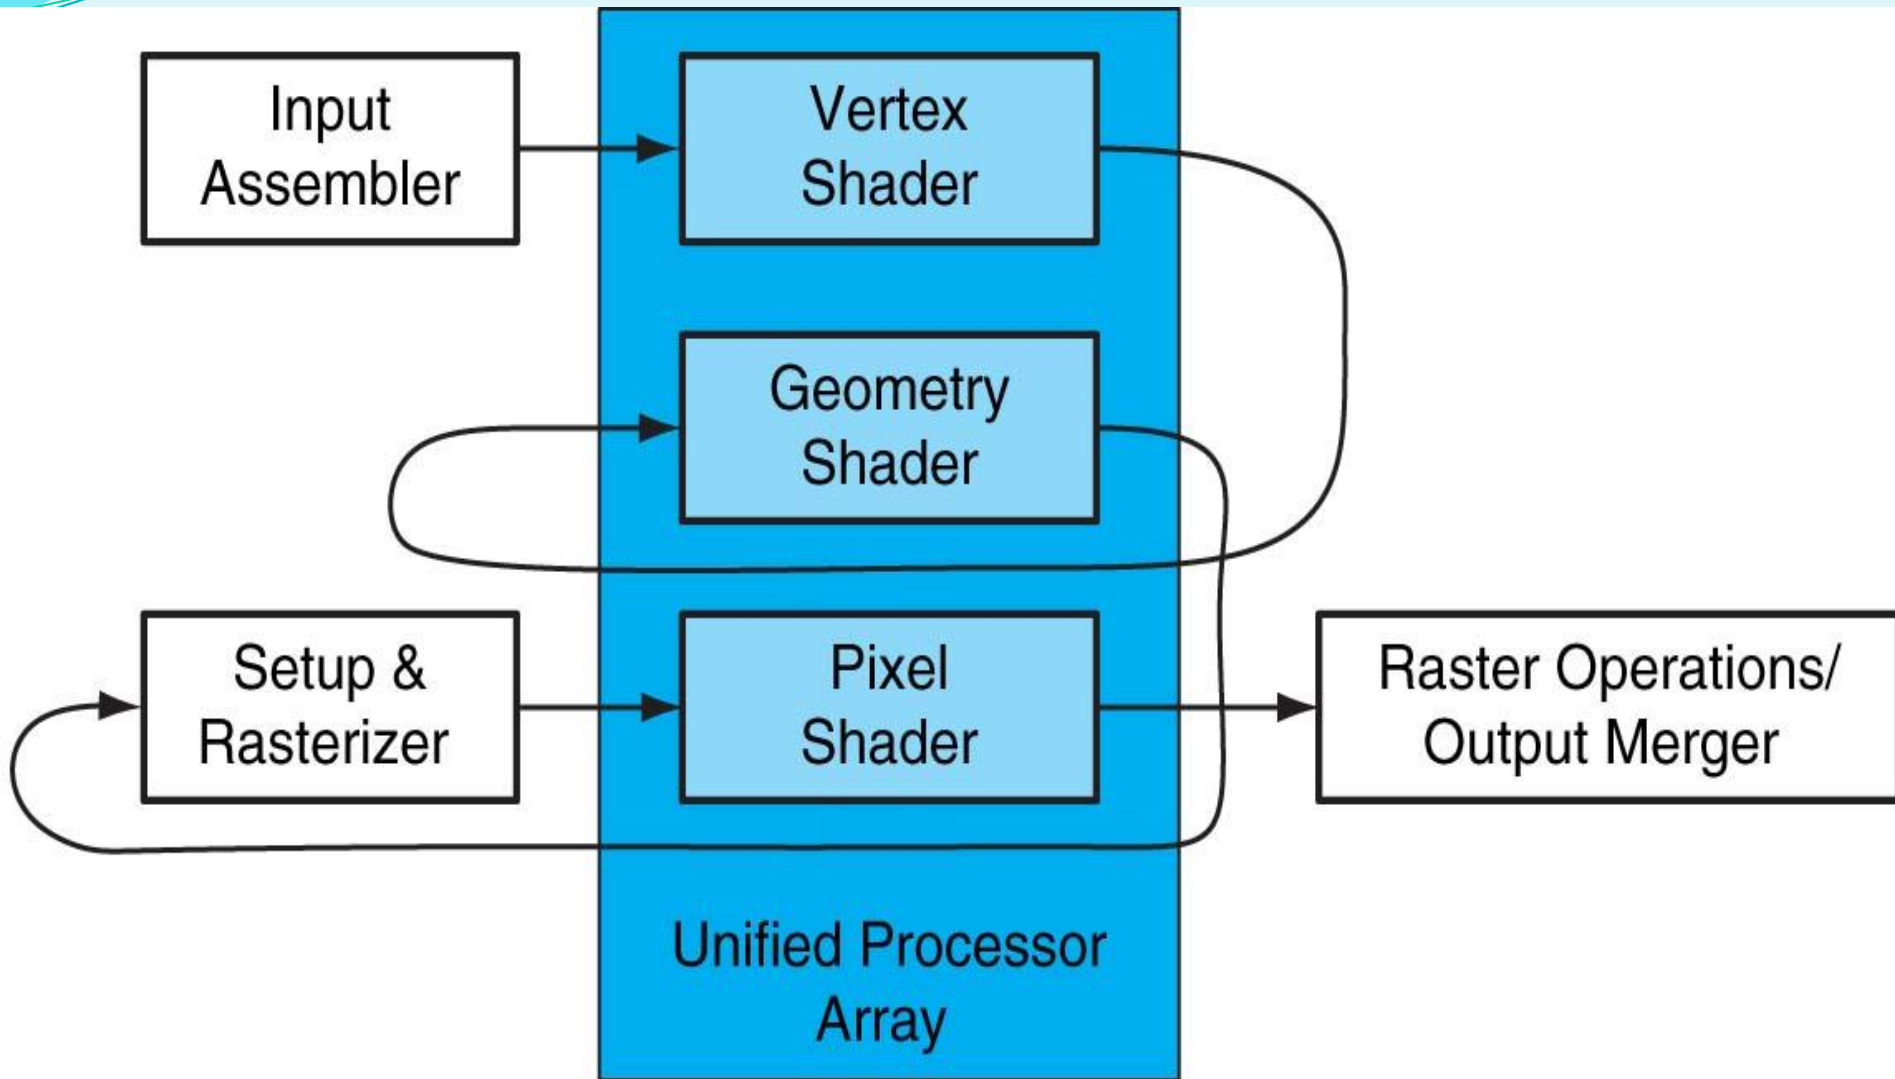 Input
Assembler
Vertex
Shader
Geometry
Shader
Setup &
Rasterizer
Pixel
Shader
Raster Operations/
Output Merger
Unified Processor
Array